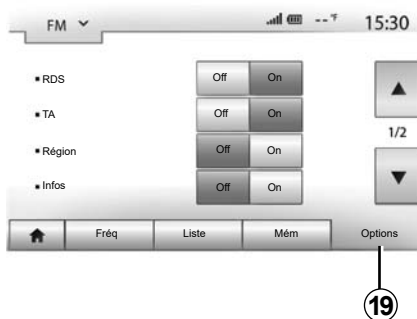 FM -- °F 15:30
RDS Off On
TA Off On
1/2
Région Off On
Infos Off On
Fréq Liste Mém Options
19